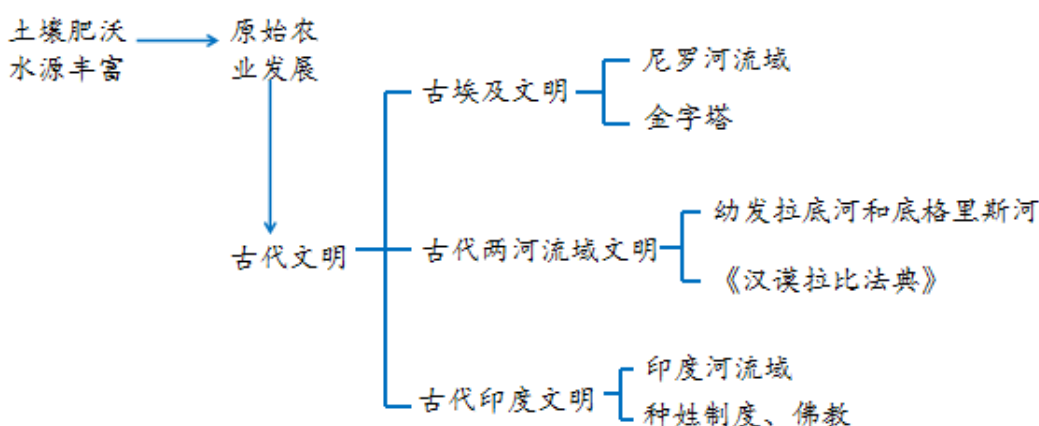 土壤肥沃
水源丰富
原始农
业发展
古代文明
古埃及文明
尼罗河流域
金字塔
古代两河流域文明
幼发拉底河和底格里斯河
《汉谟拉比法典》
古代印度文明
印度河流域
种姓制度、佛教